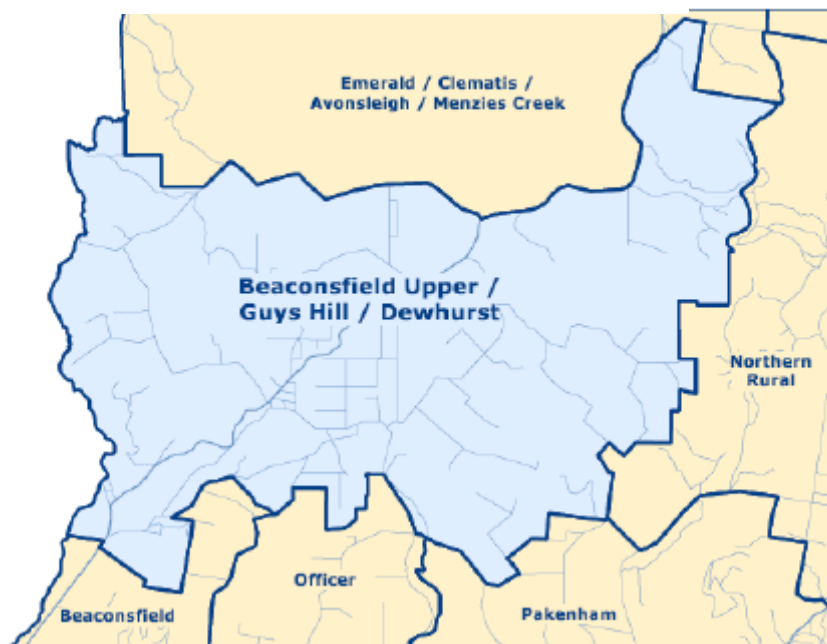 Emerald / Clematis /
Avonsleigh / Menzies Creek
Beaconsfield Upper /
Guys Hill / Dewhurst
Northern
Rural
Officer
Beaconsfield
Pakenham